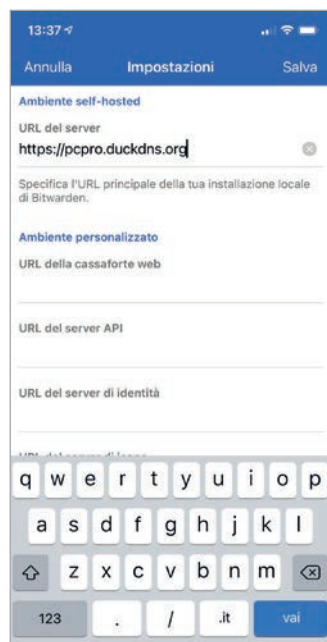 13:37
Annulla Impostazioni Salva
Ambiente self-hosted
URL del server
https://pcpro.duckdns.org
Specifica l'URL principale della tua installazione locale
di Bitwarden.
Ambiente personalizzato
URL della cassaforte web
URL del server API
URL del server di identità
q w e r t y u i o p
a s d f g h j k l
z x c v b n m
123 . / .it vai